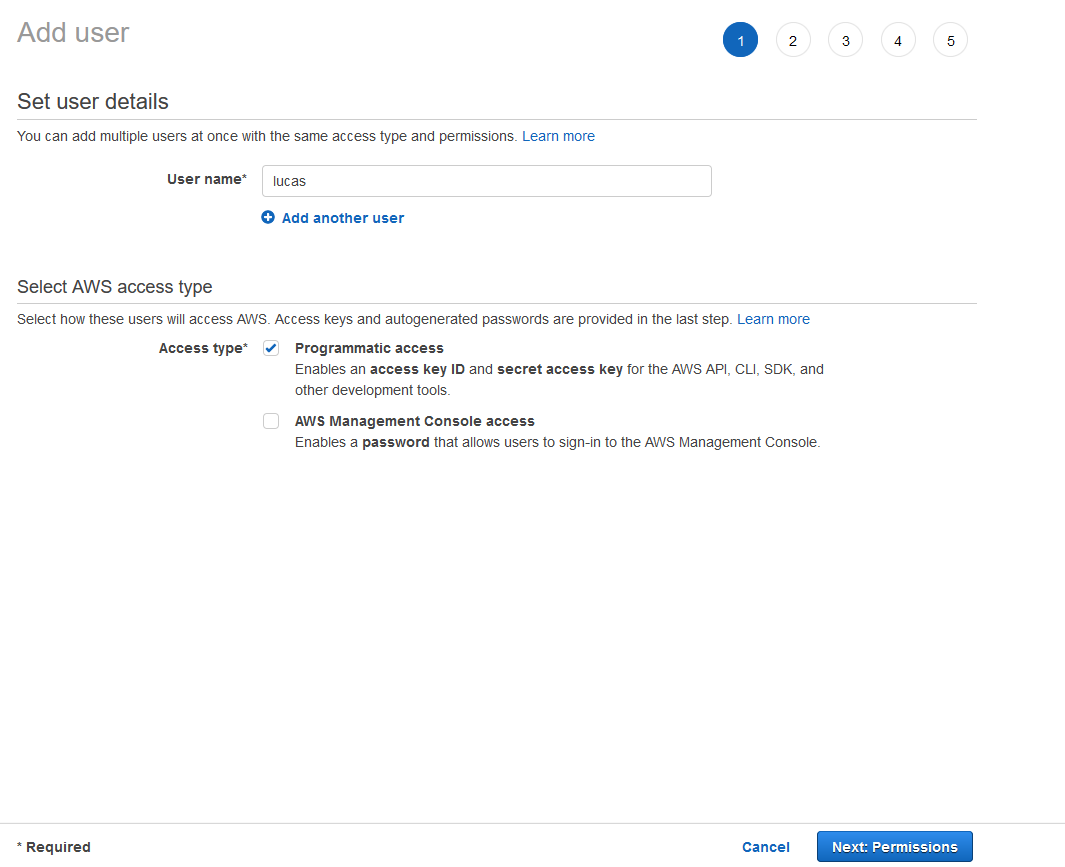 Add user
1 2 3 4 5
Set user details
You can add multiple users at once with the same access type and permissions. Learn more
User name* lucas
Add another user
Select AWS access type
Select how these users will access AWS. Access keys and autogenerated passwords are provided in the last step. Learn more
Access type* Programmatic access
Enables an access key ID and secret access key for the AWS API, CLI, SDK, and
other development tools.
AWS Management Console access
Enables a password that allows users to sign-in to the AWS Management Console.
* Required Cancel Next: Permissions